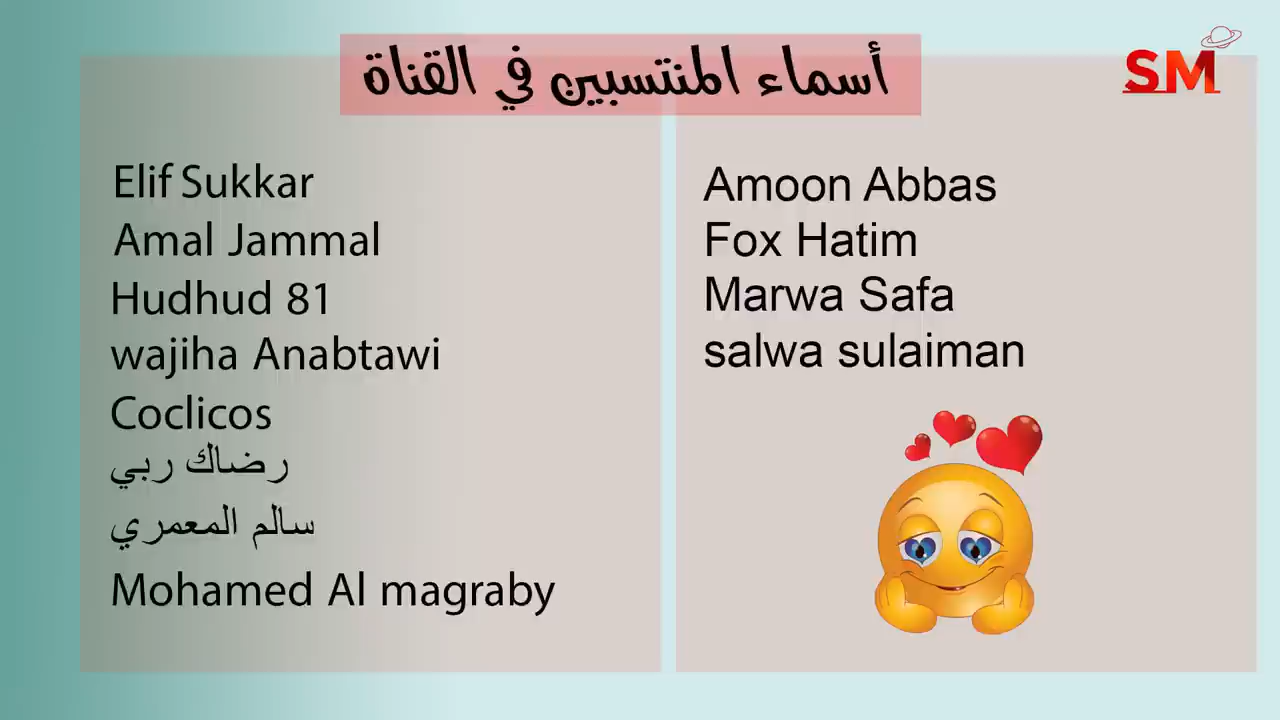 أسماء المنتسبين في القناة
SM
Elif Sukkar
Amal Jammal
Hudhud 81
wajiha Anabtawi
Coclicos
رضاك ربي
سالم المعمري
Mohamed Al magraby
Amoon Abbas
Fox Hatim
Marwa Safa
salwa sulaiman